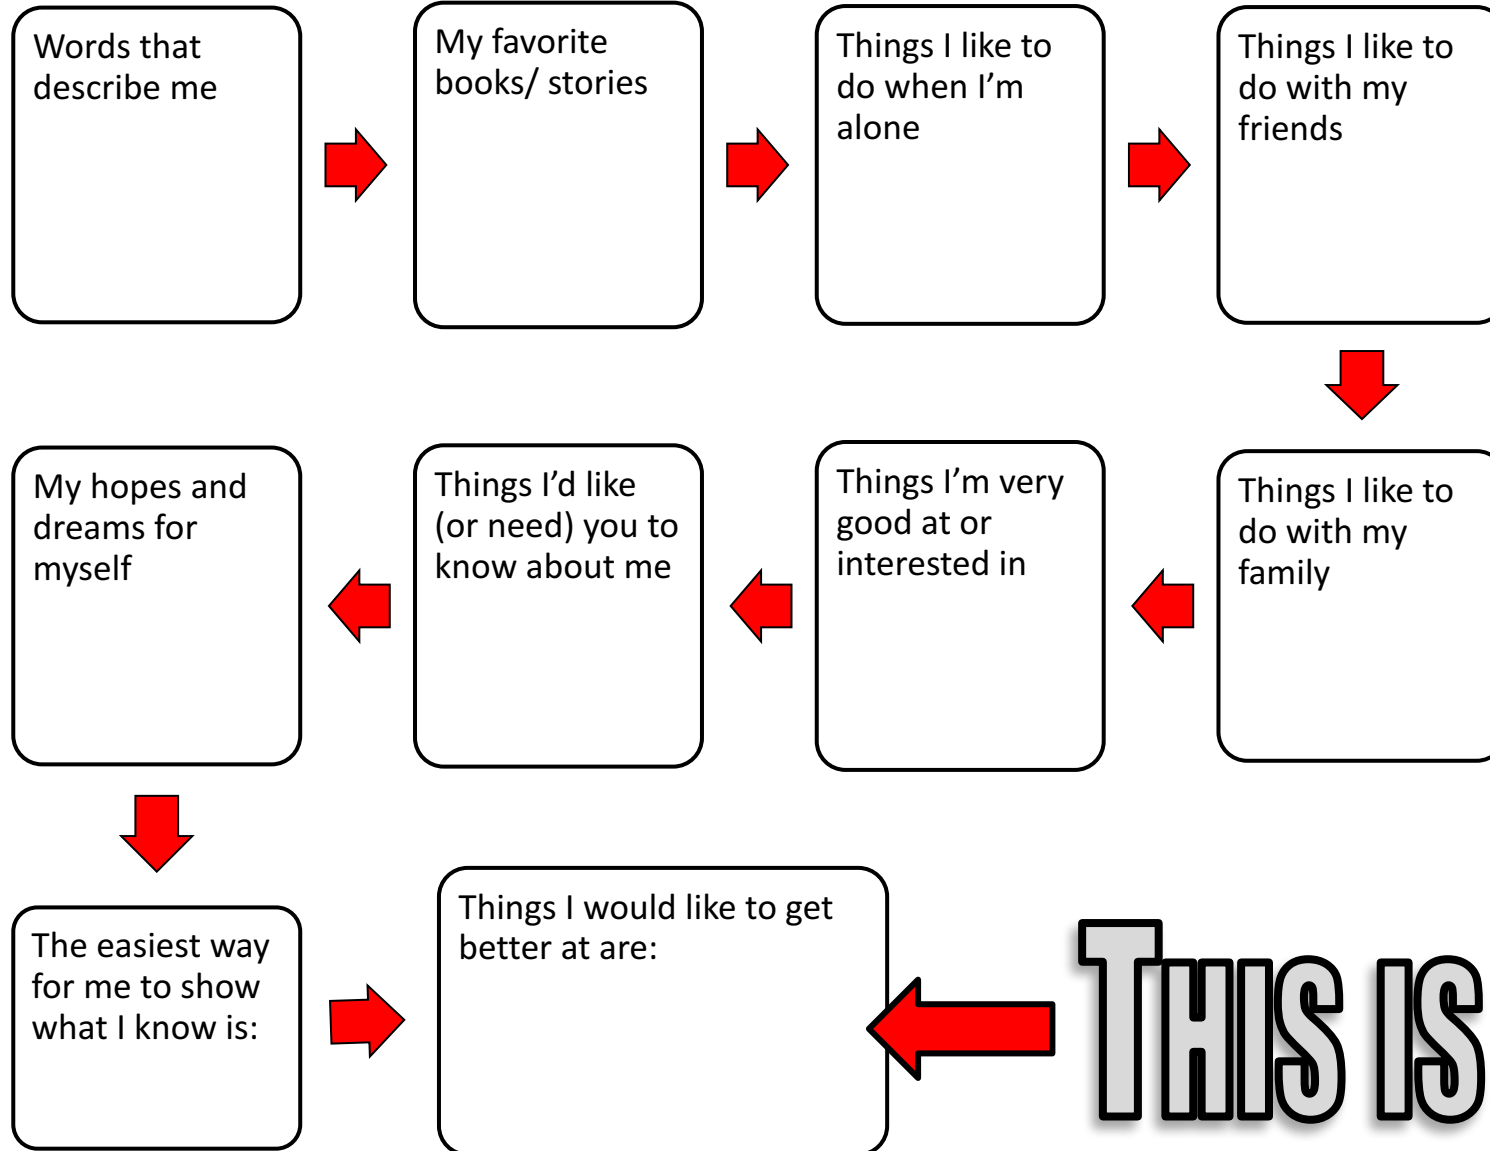 Words that
describe me
My favorite
books/ stories
Things I like to
do when I’m
alone
Things I like to
do with my
friends
My hopes and
dreams for
myself
Things I’d like
(or need) you to
know about me
Things I’m very
good at or
interested in
Things I like to
do with my
family
The easiest way
for me to show
what I know is:
Things I would like to get
better at are:
THIS IS